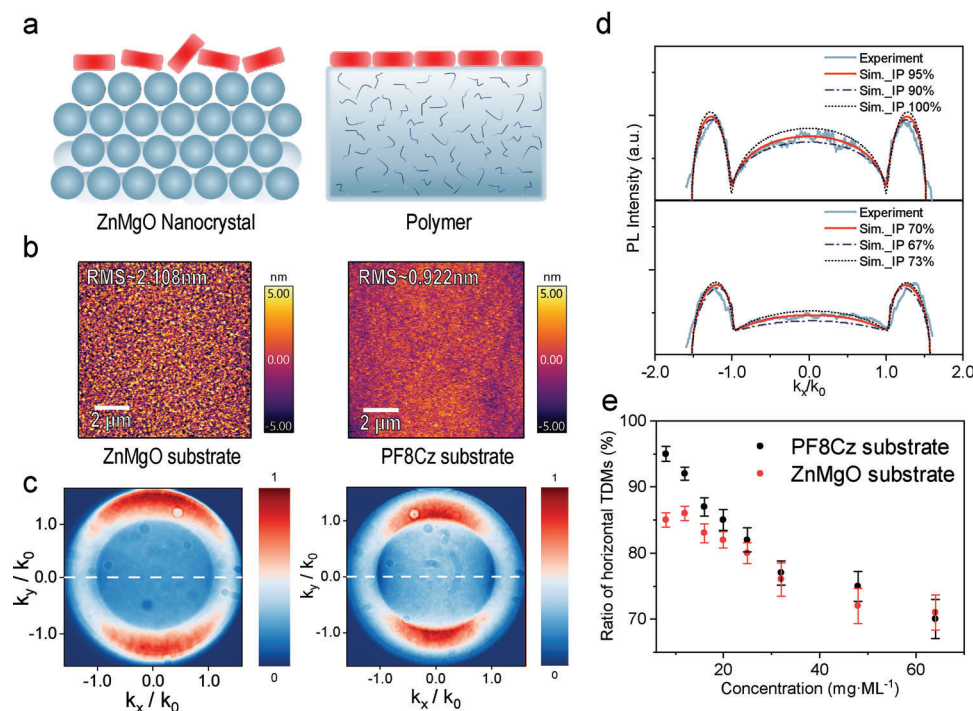 a
ZnMgO Nanocrystal
Polymer
b
RMS~2.108nm
nm
5.00
0.00
-5.00
2 µm
ZnMgO substrate
RMS~0.922nm
nm
5.00
0.00
-5.00
2 µm
PF8Cz substrate
c
k_y / k_0
1.0
0.0
-1.0
-1.0
0.0
1.0
k_x / k_0
1
0
k_y / k_0
1.0
0.0
-1.0
-1.0
0.0
1.0
k_x / k_0
1
0
d
PL Intensity (a.u.)
Experiment
Sim._IP 95%
Sim._IP 90%
Sim._IP 100%
Experiment
Sim._IP 70%
Sim._IP 67%
Sim._IP 73%
-2.0
-1.0
0.0
1.0
2.0
k_x/k_0
e
Ratio of horizontal TDMs (%)
100
90
80
70
PF8Cz substrate
ZnMgO substrate
0
20
40
60
Concentration (mg·ML⁻¹)